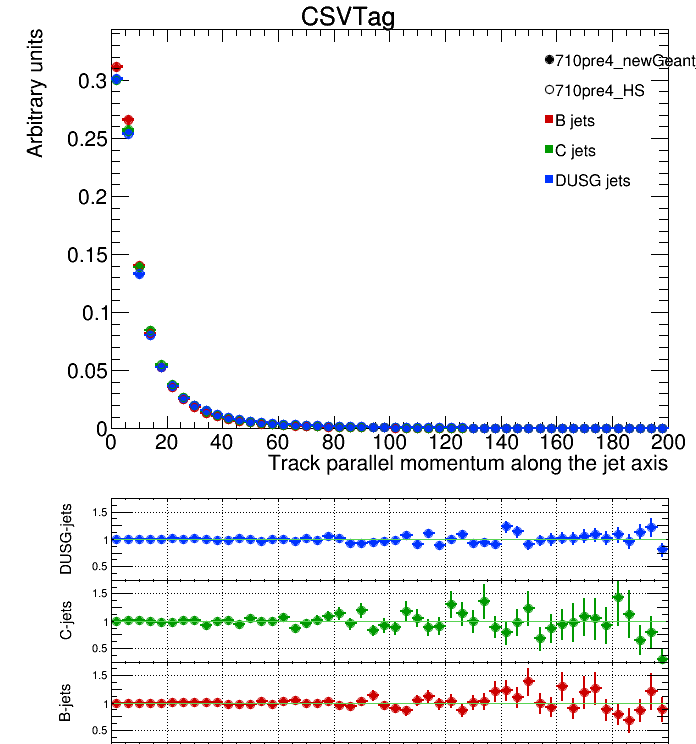 CSVTag
Arbitrary units
0.3
0.25
0.2
0.15
0.1
0.05
0
710pre4_newGeant_
710pre4_HS
B jets
C jets
DUSG jets
0 20 40 60 80 100 120 140 160 180 200
Track parallel momentum along the jet axis
DUSG-jets
1.5
1
0.5
C-jets
1.5
1
0.5
B-jets
1.5
1
0.5